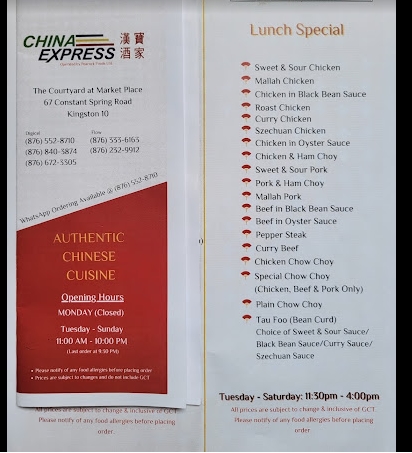 CHINA
EXPRESS
漢寶
酒家
The Courtyard at Market Place
67 Constant Spring Road
Kingston 10
Digicel
(876) 552-8710
(876) 840-3874
(876) 672-3305
Flow
(876) 333-6163
(876) 232-9912
WhatsApp Ordering Available @ (876) 552-8710
AUTHENTIC
CHINESE
CUISINE
Opening Hours
MONDAY (Closed)
Tuesday - Sunday
11:00 AM - 10:00 PM
(Last order at 9:30 PM)
• Please notify of any food allergies before placing order
• Prices are subject to changes and do not include GCT
All prices are subject to change & inclusive of GCT.
Please notify of any food allergies before placing
order.
Lunch Special
Sweet & Sour Chicken
Mallah Chicken
Chicken in Black Bean Sauce
Roast Chicken
Curry Chicken
Szechuan Chicken
Chicken in Oyster Sauce
Chicken & Ham Choy
Sweet & Sour Pork
Pork & Ham Choy
Mallah Pork
Beef in Black Bean Sauce
Beef in Oyster Sauce
Pepper Steak
Curry Beef
Chicken Chow Choy
Special Chow Choy
(Chicken, Beef & Pork Only)
Plain Chow Choy
Tau Foo (Bean Curd)
Choice of Sweet & Sour Sauce/
Black Bean Sauce/Curry Sauce/
Szechuan Sauce
Tuesday - Saturday: 11:30pm - 4:00pm
All prices are subject to change & inclusive of GCT.
Please notify of any food allergies before placing
order.